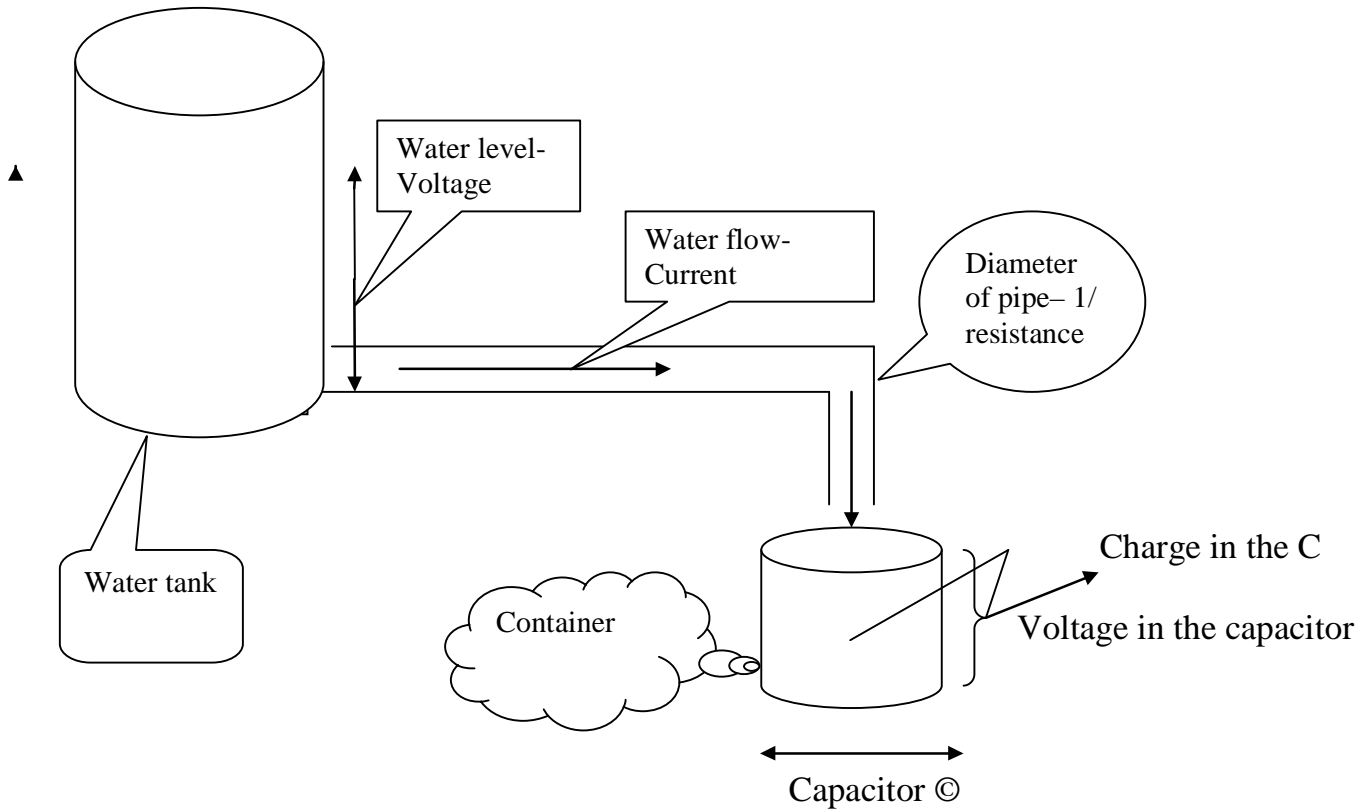 Water level-
Voltage
Water flow-
Current
Diameter
of pipe– 1/
resistance
Water tank
Container
Charge in the C
Voltage in the capacitor
Capacitor ©